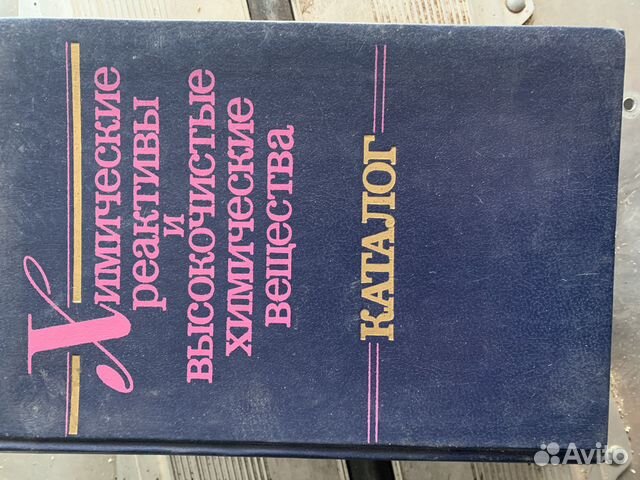 Химические
реактивы
и
высокочистые
химические
вещества
КАТАЛОГ
Avito